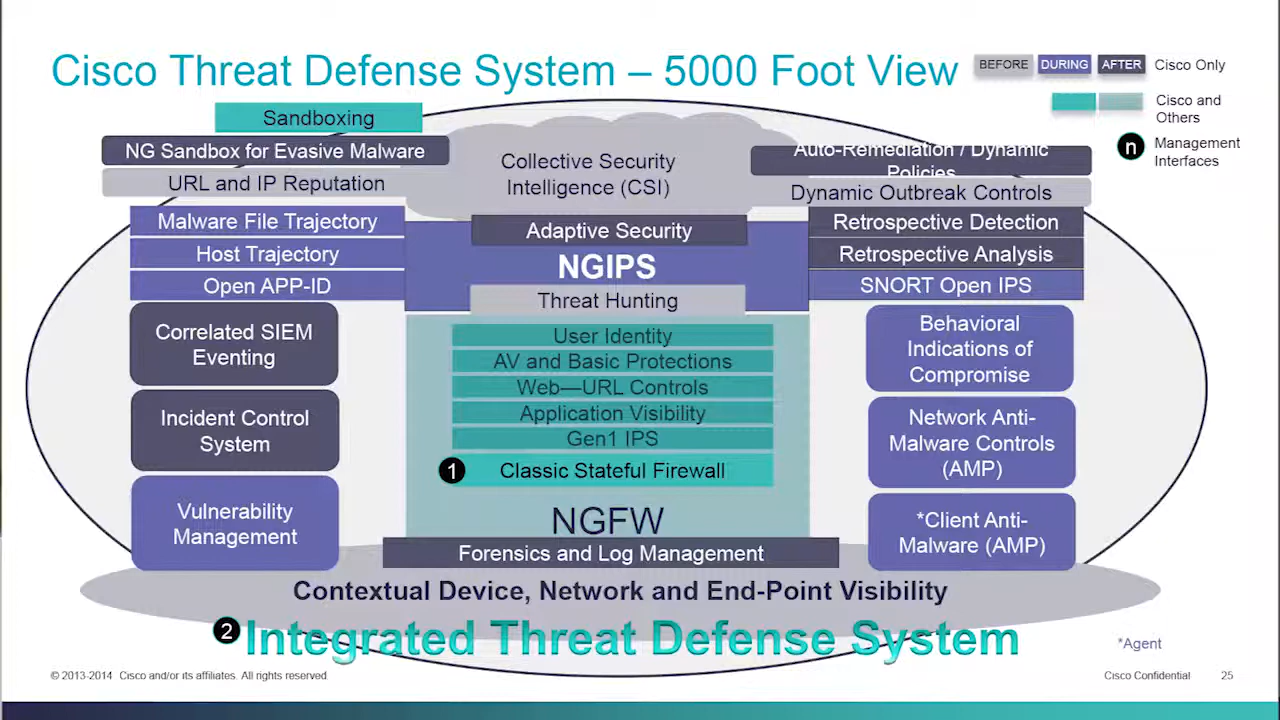 Cisco Threat Defense System – 5000 Foot View
BEFORE
DURING
AFTER
Cisco Only
Cisco and
Others
n
Management
Interfaces
Sandboxing
NG Sandbox for Evasive Malware
URL and IP Reputation
Collective Security
Intelligence (CSI)
Auto-Remediation / Dynamic
Policies
Dynamic Outbreak Controls
Malware File Trajectory
Host Trajectory
Open APP-ID
Adaptive Security
NGIPS
Threat Hunting
Retrospective Detection
Retrospective Analysis
SNORT Open IPS
Correlated SIEM
Eventing
Incident Control
System
Vulnerability
Management
User Identity
AV and Basic Protections
Web—URL Controls
Application Visibility
Gen1 IPS
1 Classic Stateful Firewall
NGFW
Behavioral
Indications of
Compromise
Network Anti-
Malware Controls
(AMP)
*Client Anti-
Malware (AMP)
Forensics and Log Management
Contextual Device, Network and End-Point Visibility
2 Integrated Threat Defense System
*Agent
© 2013-2014 Cisco and/or its affiliates. All rights reserved
Cisco Confidential
25